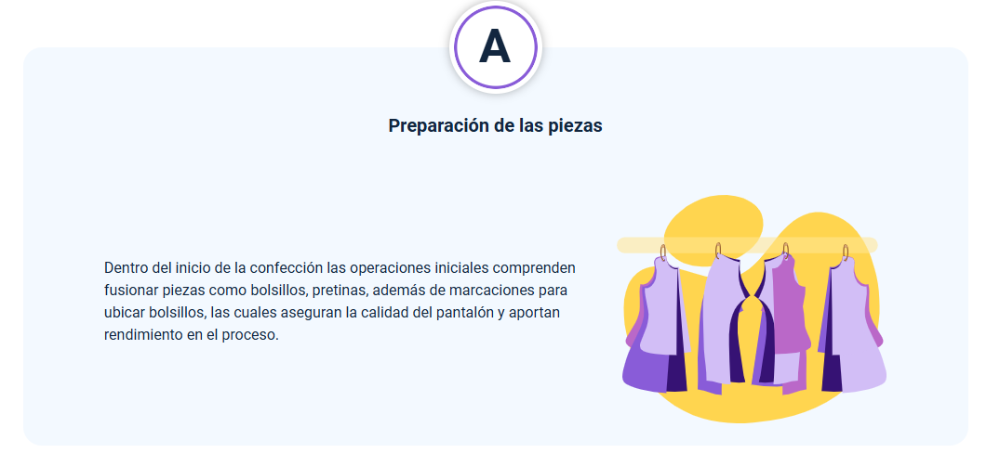 A
Preparación de las piezas
Dentro del inicio de la confección las operaciones iniciales comprenden
fusionar piezas como bolsillos, pretinas, además de marcaciones para
ubicar bolsillos, las cuales aseguran la calidad del pantalón y aportan
rendimiento en el proceso.